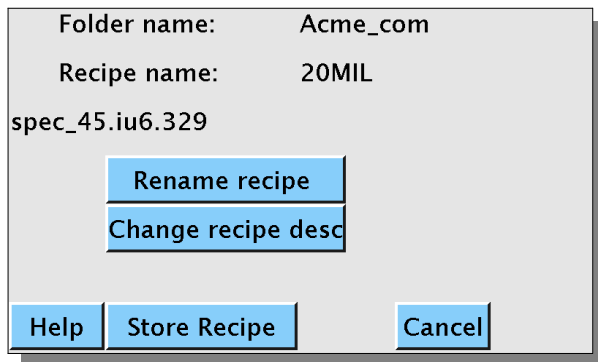 Folder name: Acme_com
Recipe name: 20MIL
spec_45.iu6.329
Rename recipe
Change recipe desc
Help Store Recipe Cancel